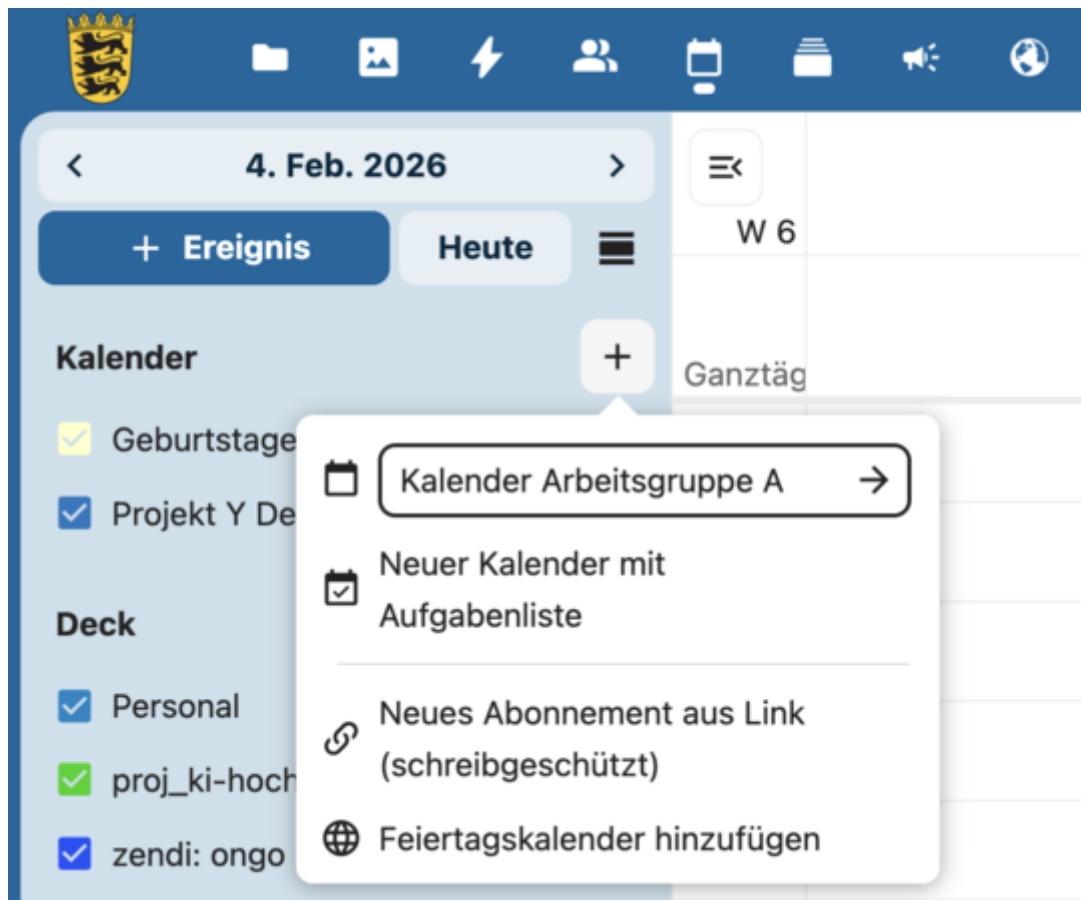 4. Feb. 2026
+ Ereignis
Heute
W 6
Kalender
+
Ganztäg
Geburtstage
Kalender Arbeitsgruppe A
Projekt Y De
Neuer Kalender mit
Aufgabenliste
Deck
Personal
Neues Abonnement aus Link
(schreibgeschützt)
proj_ki-hoch
zendi: ongo
Feiertagskalender hinzufügen